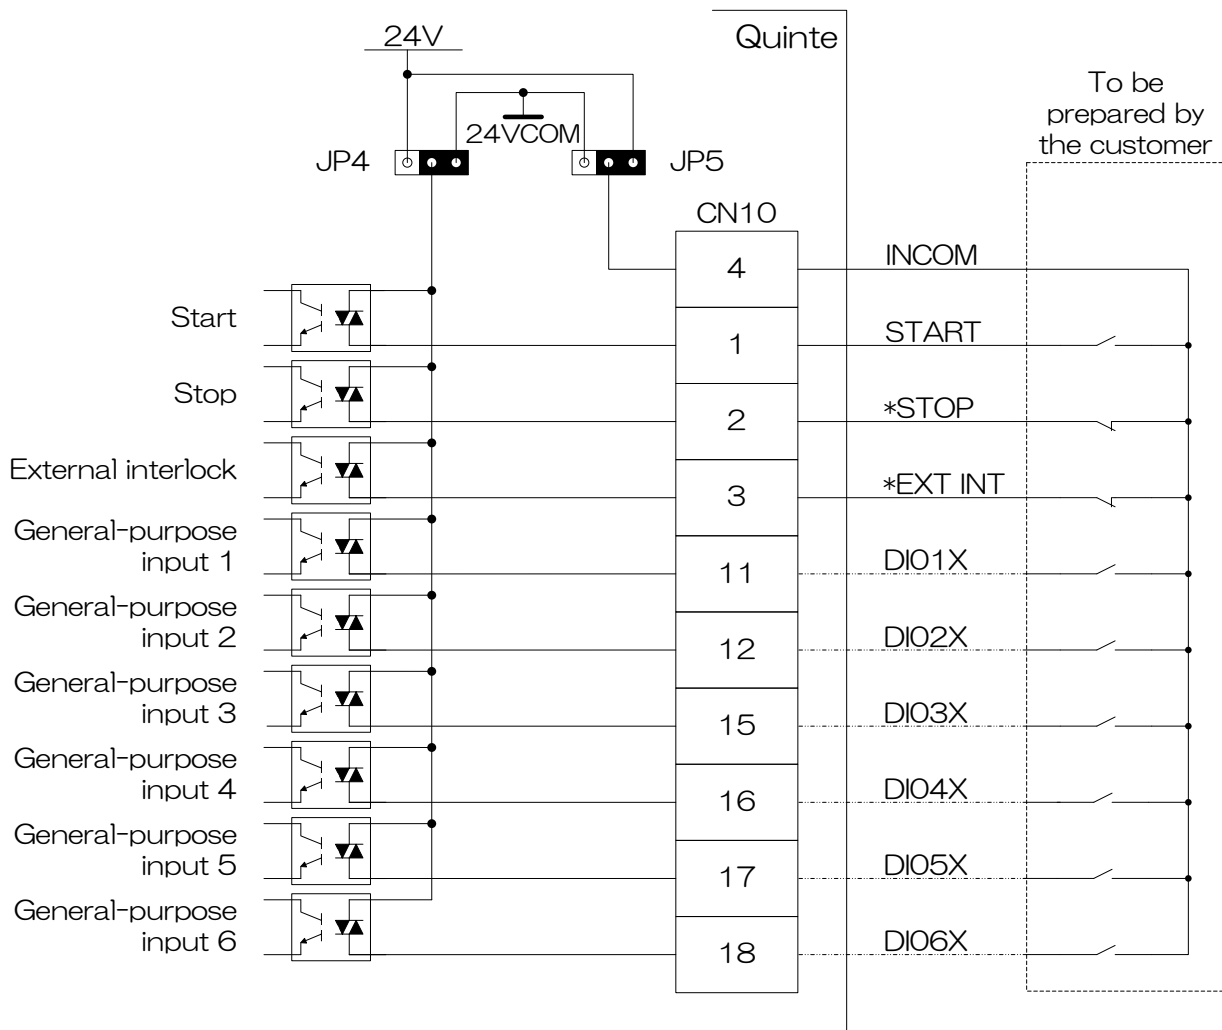 24V
Quinte
To be
prepared by
the customer
24VCOM
JP4
JP5
CN10
4
INCOM
Start
1
START
Stop
2
*STOP
External interlock
3
*EXT INT
General-purpose
input 1
11
DI01X
General-purpose
input 2
12
DI02X
General-purpose
input 3
15
DI03X
General-purpose
input 4
16
DI04X
General-purpose
input 5
17
DI05X
General-purpose
input 6
18
DI06X